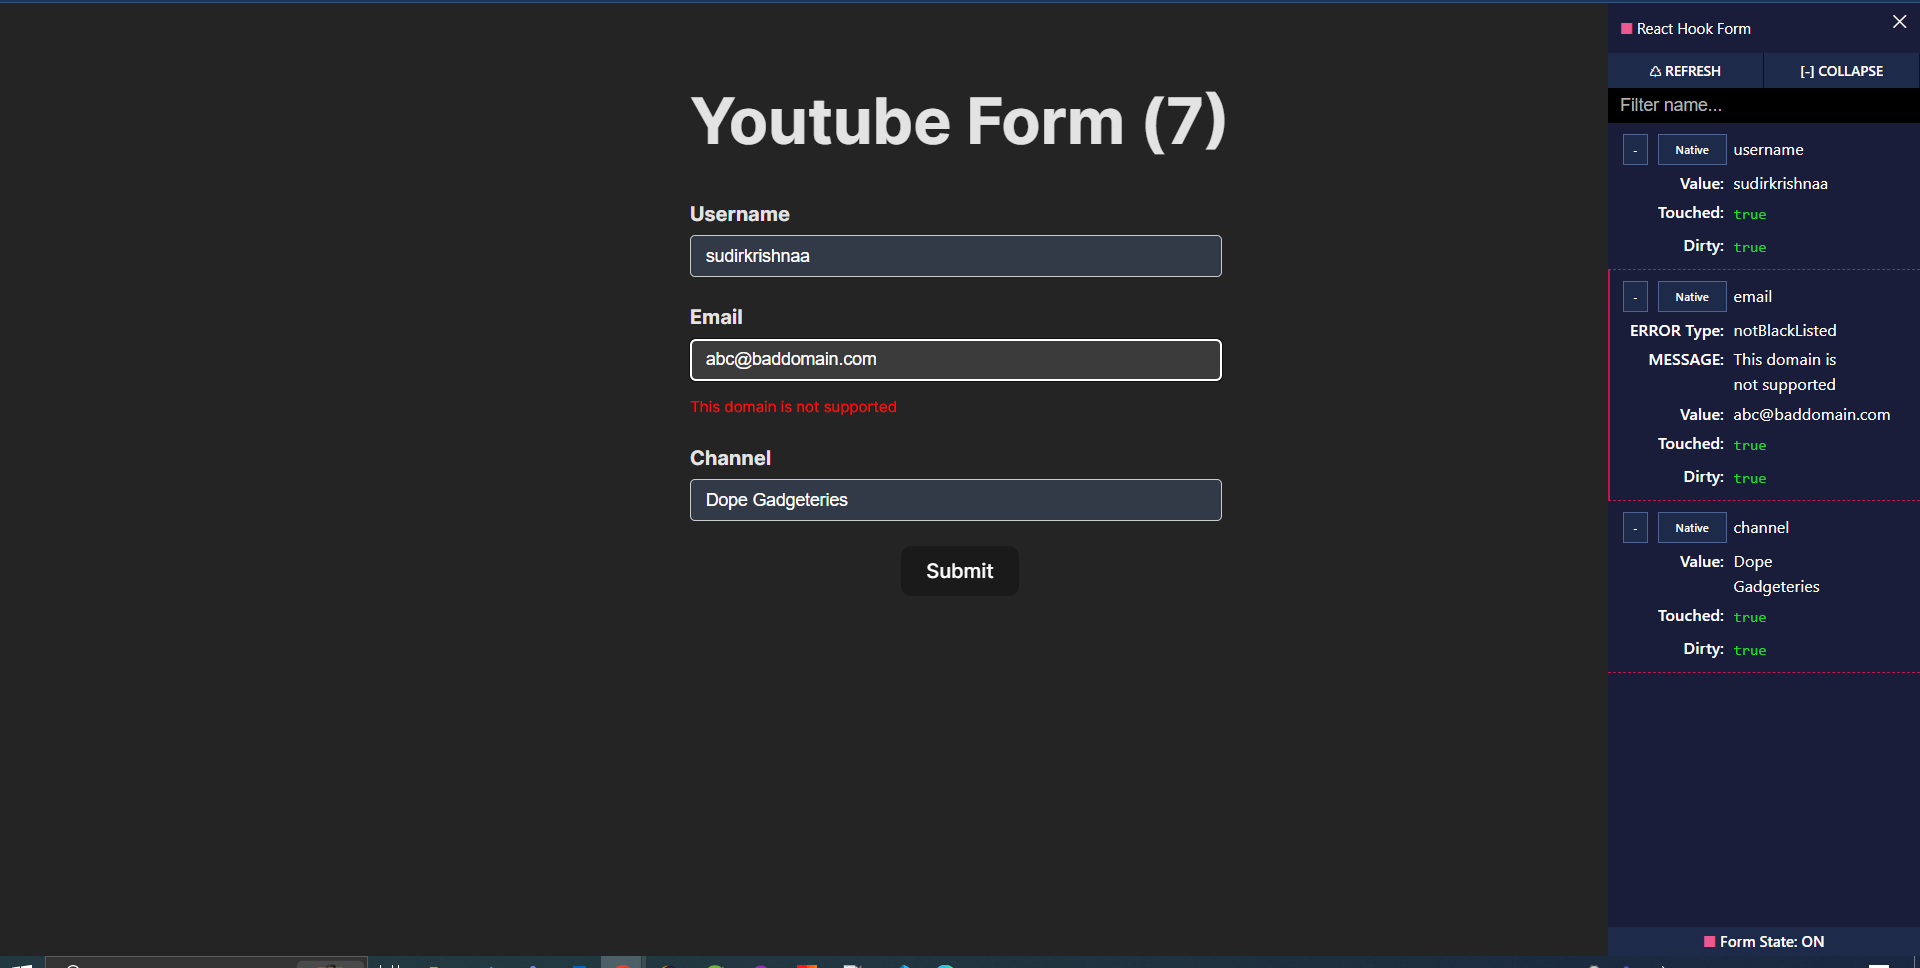 Youtube Form (7)
Username
sudirkrishnaa
Email
abc@baddomain.com
This domain is not supported
Channel
Dope Gadgeteries
Submit
React Hook Form
♺ REFRESH
[-] COLLAPSE
Filter name...
- Native username
Value: sudirkrishnaa
Touched: true
Dirty: true
- Native email
ERROR Type: notBlackListed
MESSAGE: This domain is
not supported
Value: abc@baddomain.com
Touched: true
Dirty: true
- Native channel
Value: Dope
Gadgeteries
Touched: true
Dirty: true
Form State: ON